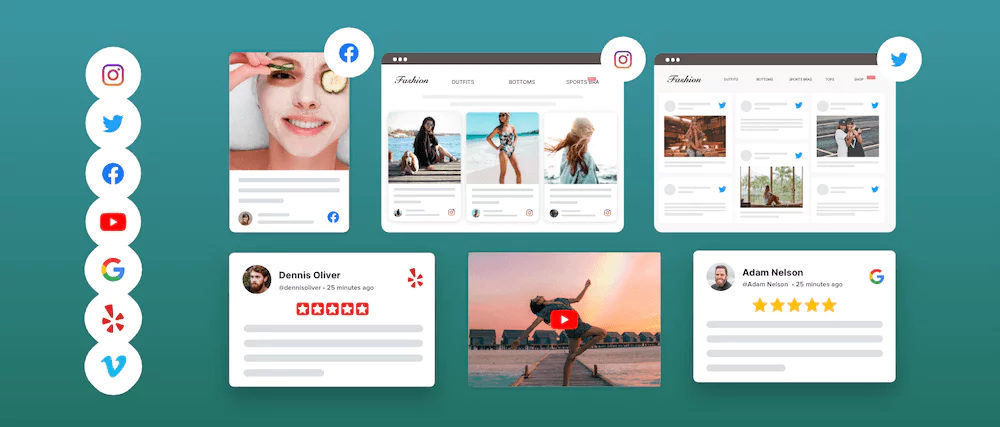 Fashion
OUTFITS
BOTTOMS
SPORTS BRA
Fashion
OUTFITS
BOTTOMS
SPORTS BRAS
TOPS
SHOP
Dennis Oliver
@dennisoliver • 25 minutes ago
Adam Nelson
@Adam Nelson • 25 minutes ago